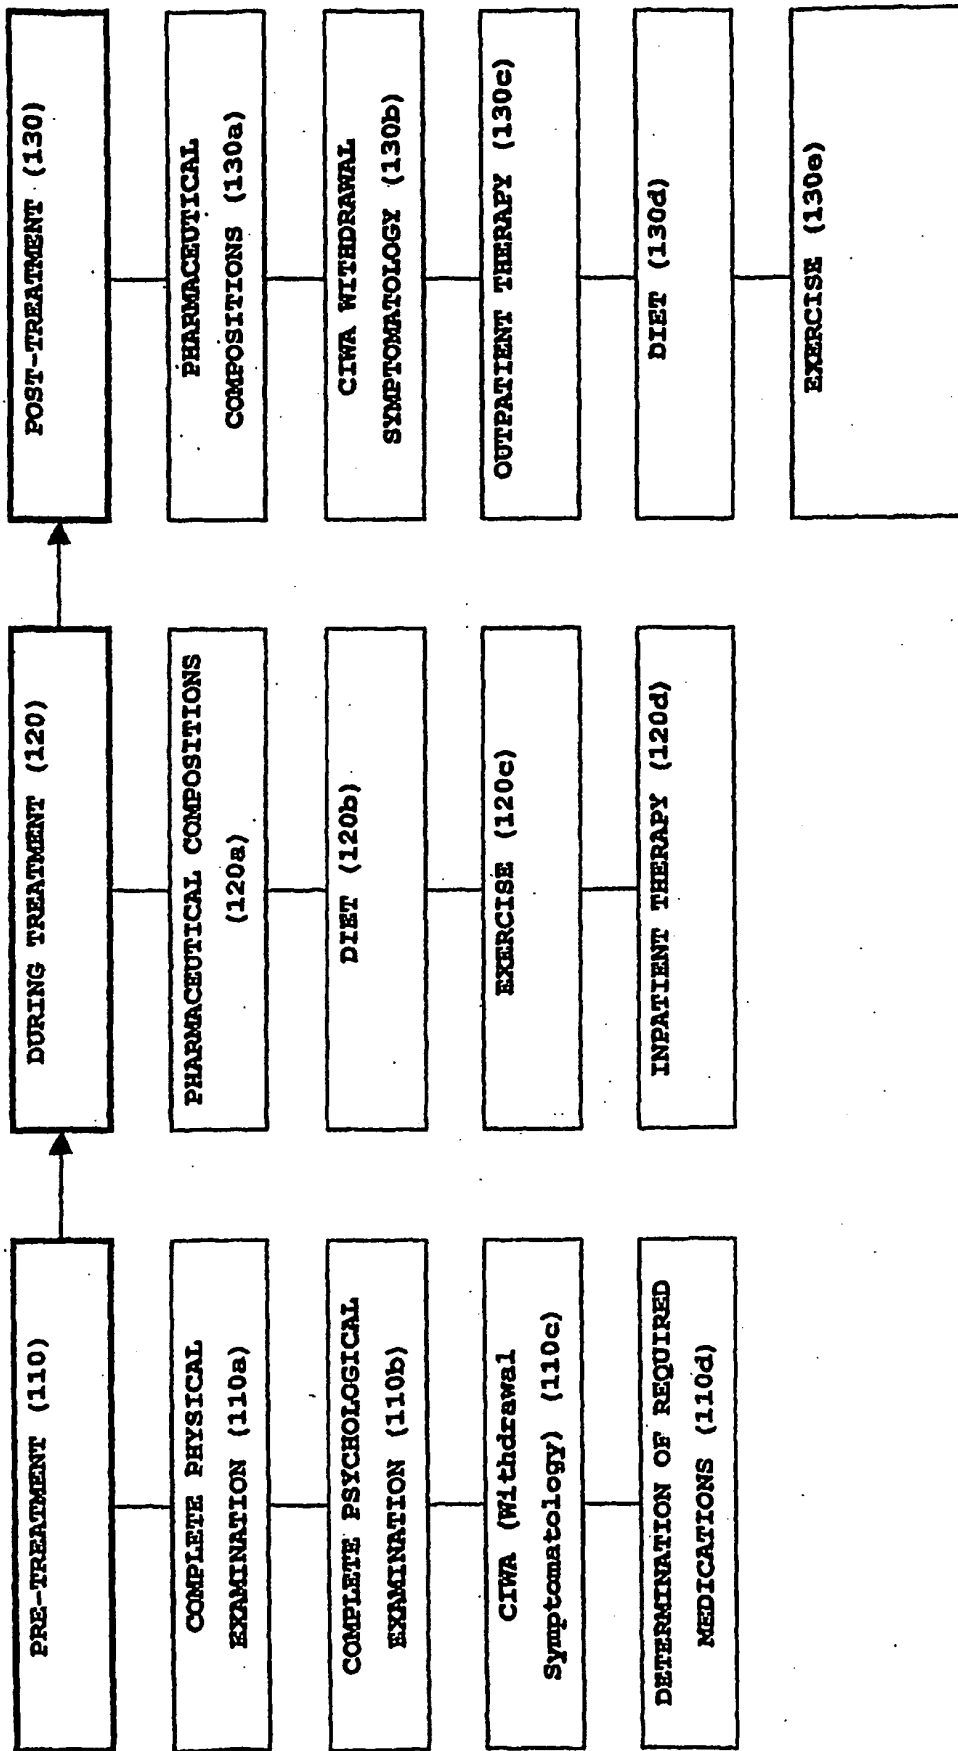 PRE-TREATMENT (110)
COMPLETE PHYSICAL
EXAMINATION (110a)
COMPLETE PSYCHOLOGICAL
EXAMINATION (110b)
CIWA (Withdrawal
Symptomatology) (110c)
DETERMINATION OF REQUIRED
MEDICATIONS (110d)
DURING TREATMENT (120)
PHARMACEUTICAL COMPOSITIONS
(120a)
DIET (120b)
EXERCISE (120c)
INPATIENT THERAPY (120d)
POST-TREATMENT (130)
PHARMACEUTICAL
COMPOSITIONS (130a)
CIWA WITHDRAWAL
SYMPTOMATOLOGY (130b)
OUTPATIENT THERAPY (130c)
DIET (130d)
EXERCISE (130e)